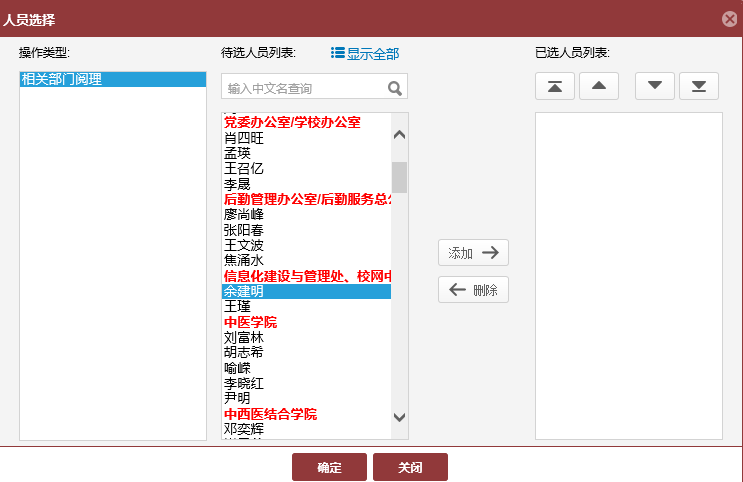 人员选择
操作类型:
待选人员列表:
显示全部
已选人员列表:
相关部门阅理
输入中文名查询
党委办公室/学校办公室
肖四旺
孟瑛
王召亿
李晟
后勤管理办公室/后勤服务总公
廖尚峰
张阳春
王文波
焦涌水
信息化建设与管理处、校网中
余建明
王瑾
中医学院
刘富林
胡志希
喻嵘
李晓红
尹明
中西医结合学院
邓奕辉
添加
删除
确定
关闭